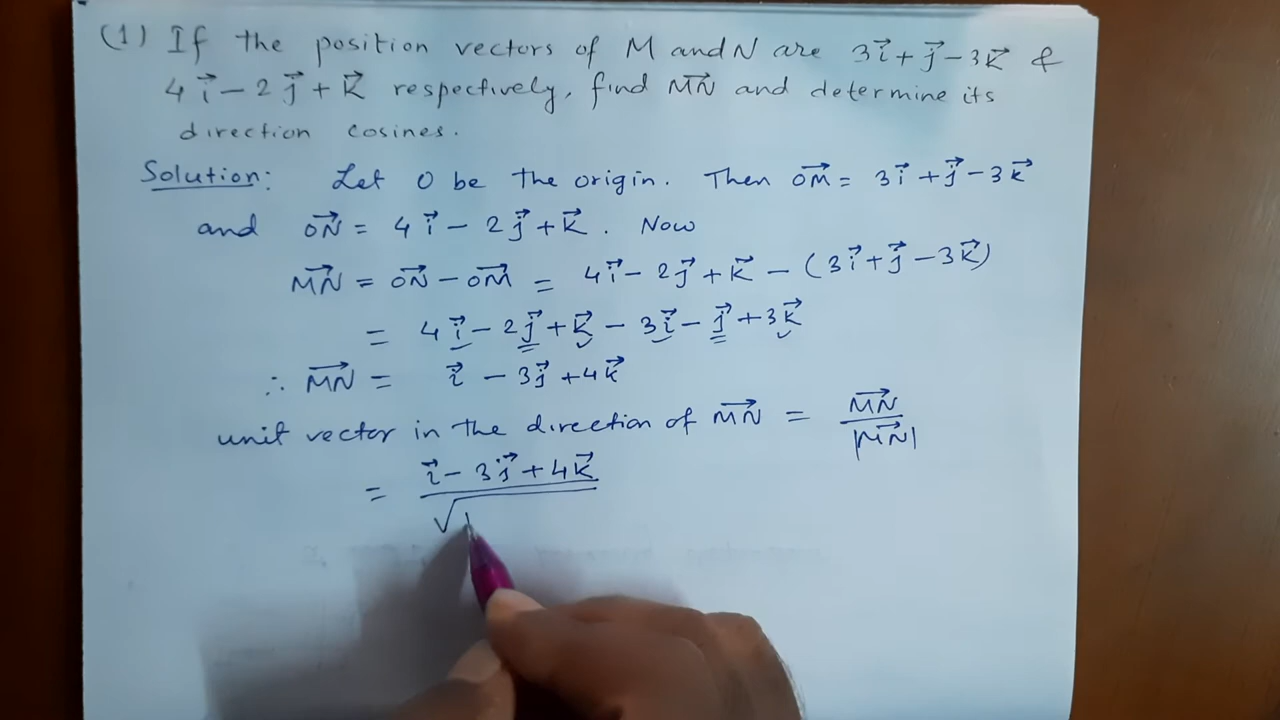 (1) If the position vectors of M and N are 3i⃗ + j⃗ − 3k⃗ &
4i⃗ − 2j⃗ + k⃗ respectively, find MN⃗ and determine its
direction cosines.
Solution: Let O be the origin. Then OM⃗ = 3i⃗ + j⃗ − 3k⃗
and ON⃗ = 4i⃗ − 2j⃗ + k⃗. Now
MN⃗ = ON⃗ − OM⃗ = 4i⃗ − 2j⃗ + k⃗ − (3i⃗ + j⃗ − 3k⃗)
= 4i⃗ − 2j⃗ + k⃗ − 3i⃗ − j⃗ + 3k⃗
∴ MN⃗ = i⃗ − 3j⃗ + 4k⃗
unit vector in the direction of MN⃗ = MN⃗ / |MN⃗|
= i⃗ − 3j⃗ + 4k⃗ / √1